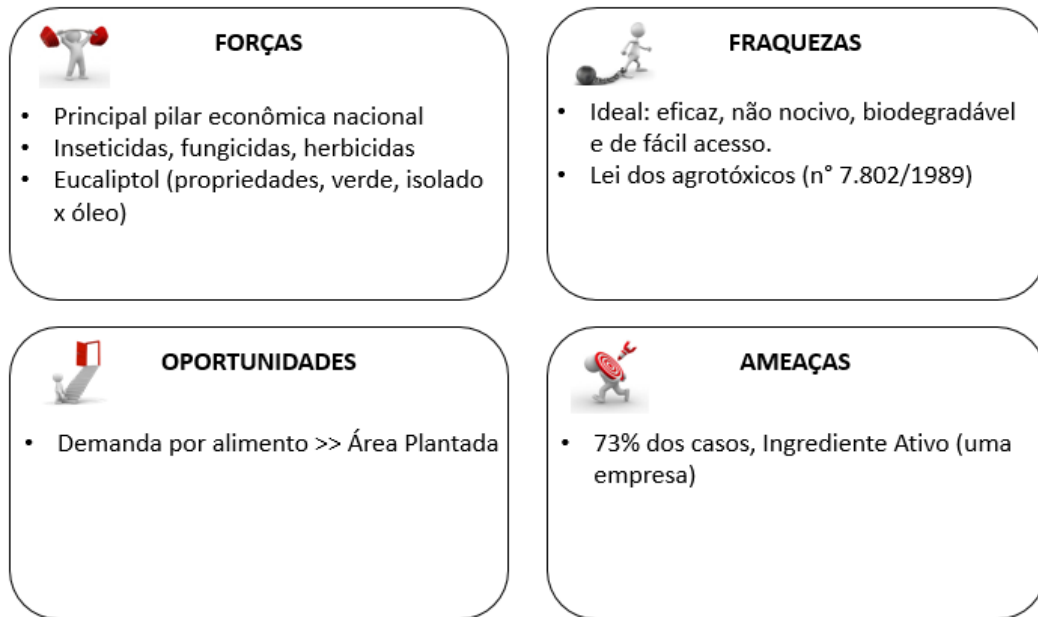 FORÇAS
• Principal pilar econômica nacional
• Inseticidas, fungicidas, herbicidas
• Eucaliptol (propriedades, verde, isolado
x óleo)
FRAQUEZAS
• Ideal: eficaz, não nocivo, biodegradável
e de fácil acesso.
• Lei dos agrotóxicos (n° 7.802/1989)
OPORTUNIDADES
• Demanda por alimento >> Área Plantada
AMEAÇAS
• 73% dos casos, Ingrediente Ativo (uma
empresa)